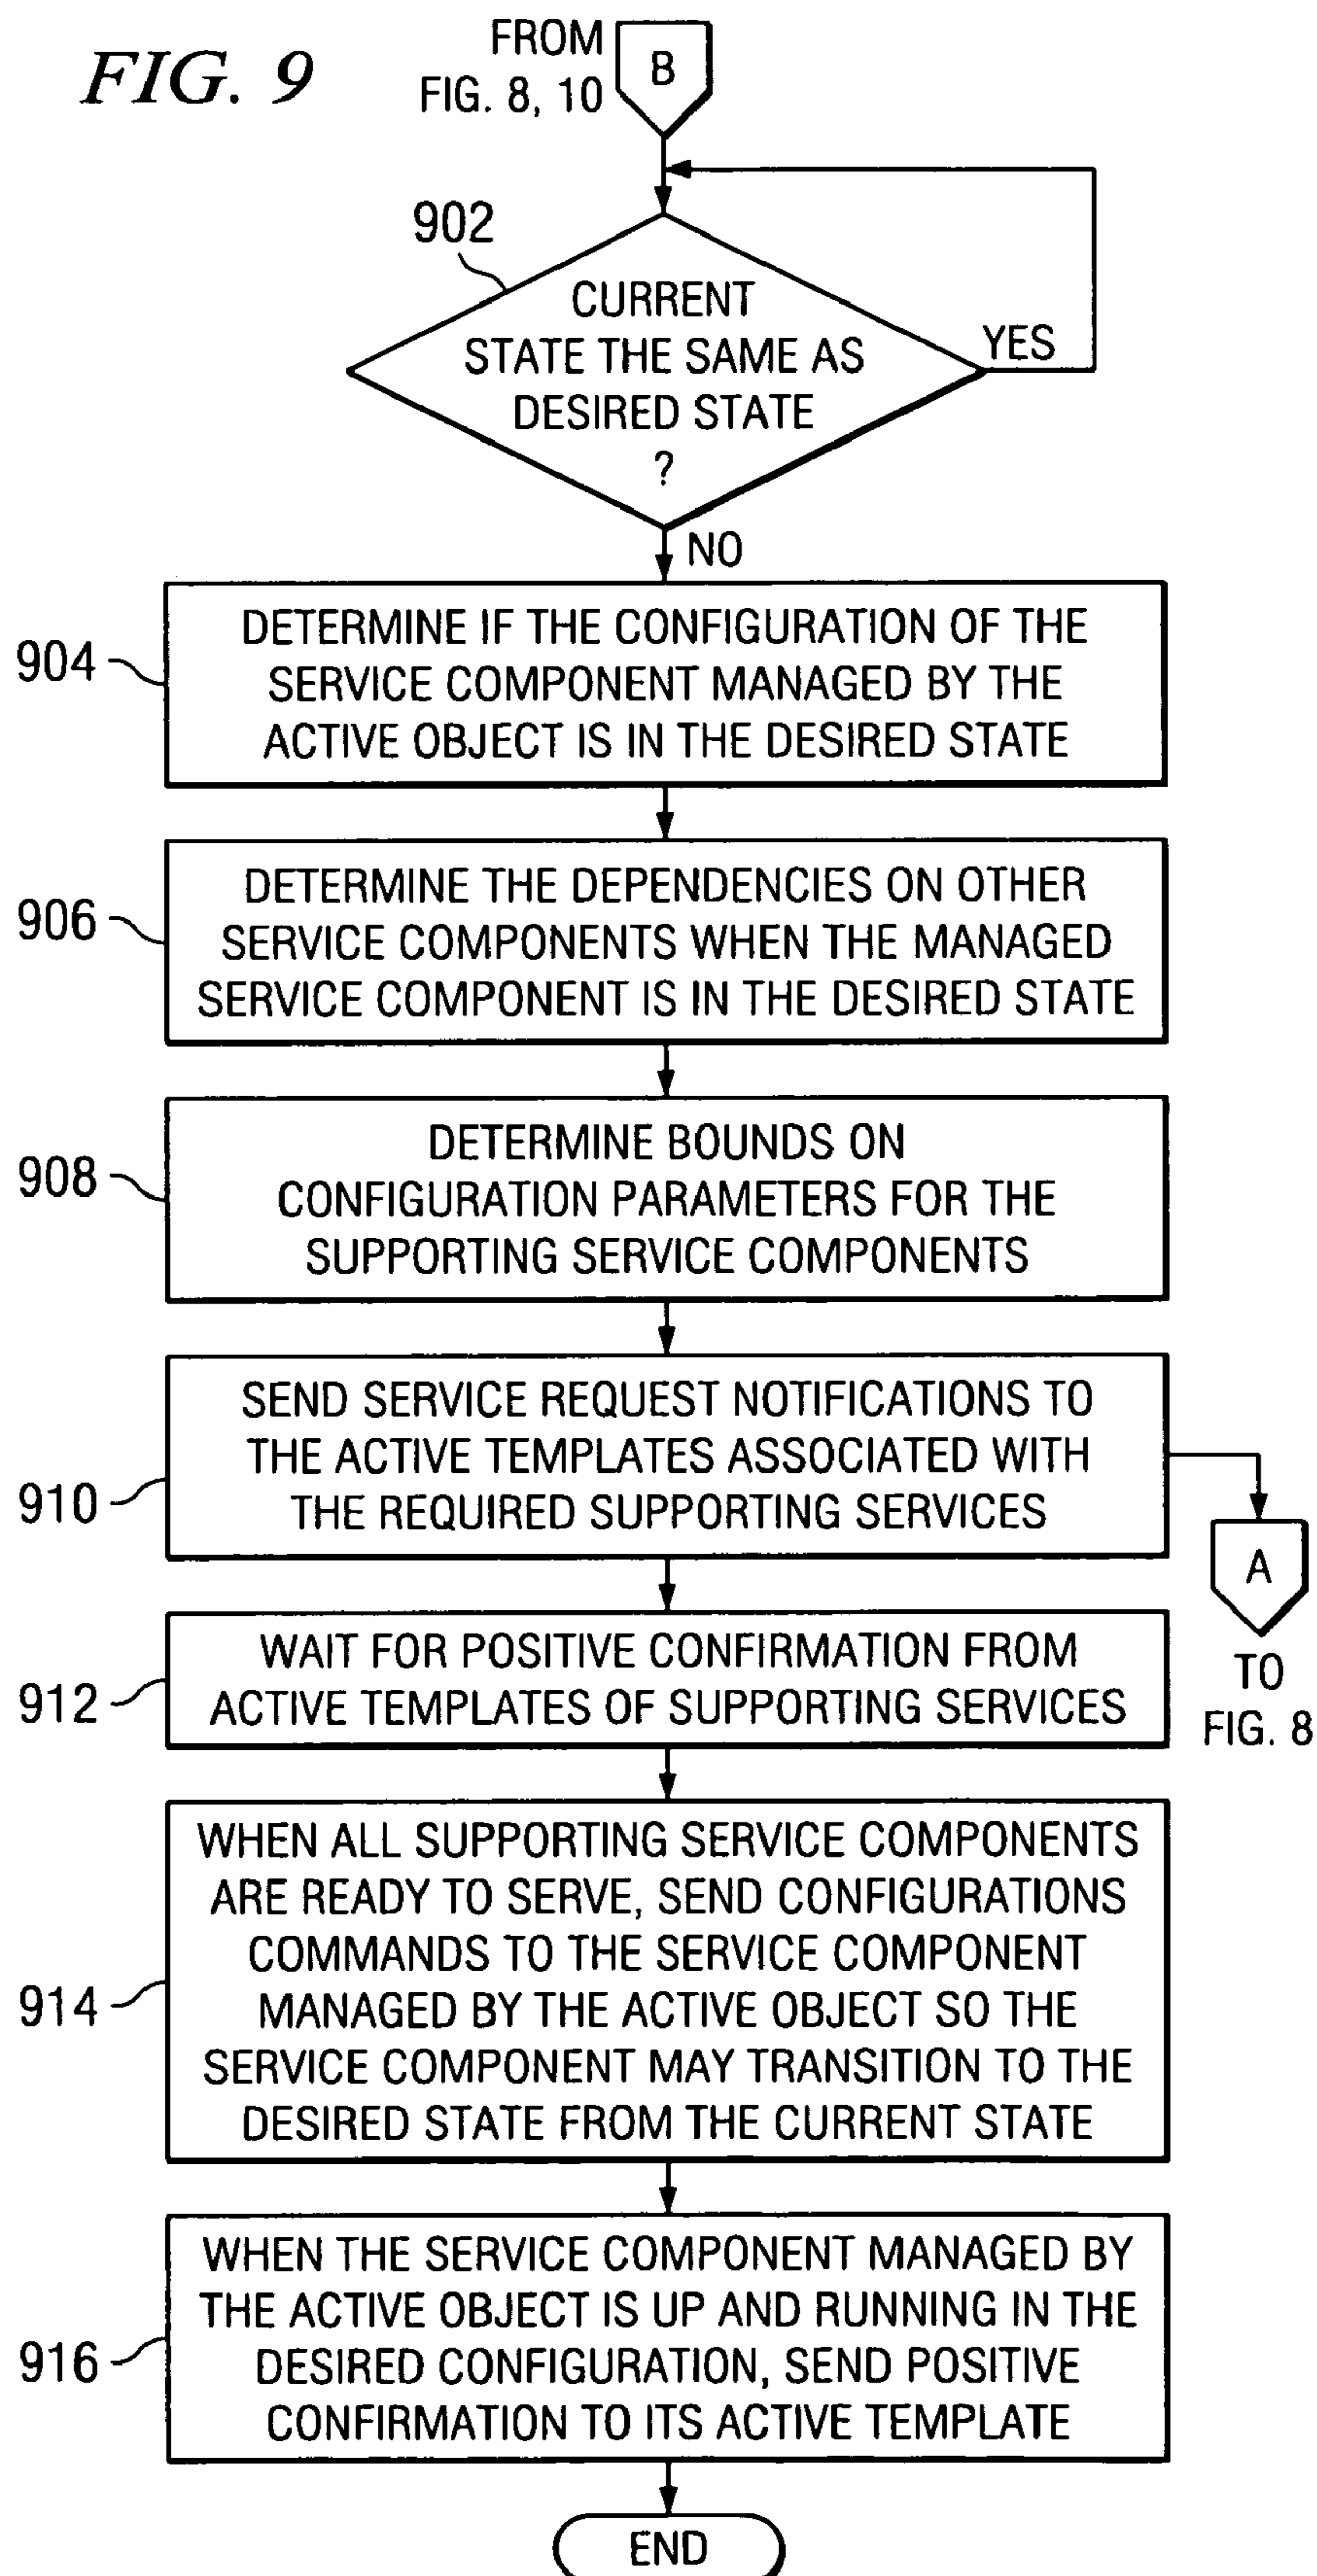 FIG. 9
FROM
FIG. 8, 10
B
902
CURRENT
STATE THE SAME AS
DESIRED STATE
?
YES
NO
904
DETERMINE IF THE CONFIGURATION OF THE
SERVICE COMPONENT MANAGED BY THE
ACTIVE OBJECT IS IN THE DESIRED STATE
906
DETERMINE THE DEPENDENCIES ON OTHER
SERVICE COMPONENTS WHEN THE MANAGED
SERVICE COMPONENT IS IN THE DESIRED STATE
908
DETERMINE BOUNDS ON
CONFIGURATION PARAMETERS FOR THE
SUPPORTING SERVICE COMPONENTS
910
SEND SERVICE REQUEST NOTIFICATIONS TO
THE ACTIVE TEMPLATES ASSOCIATED WITH
THE REQUIRED SUPPORTING SERVICES
A
TO
FIG. 8
912
WAIT FOR POSITIVE CONFIRMATION FROM
ACTIVE TEMPLATES OF SUPPORTING SERVICES
914
WHEN ALL SUPPORTING SERVICE COMPONENTS
ARE READY TO SERVE, SEND CONFIGURATIONS
COMMANDS TO THE SERVICE COMPONENT
MANAGED BY THE ACTIVE OBJECT SO THE
SERVICE COMPONENT MAY TRANSITION TO THE
DESIRED STATE FROM THE CURRENT STATE
916
WHEN THE SERVICE COMPONENT MANAGED BY
THE ACTIVE OBJECT IS UP AND RUNNING IN THE
DESIRED CONFIGURATION, SEND POSITIVE
CONFIRMATION TO ITS ACTIVE TEMPLATE
END